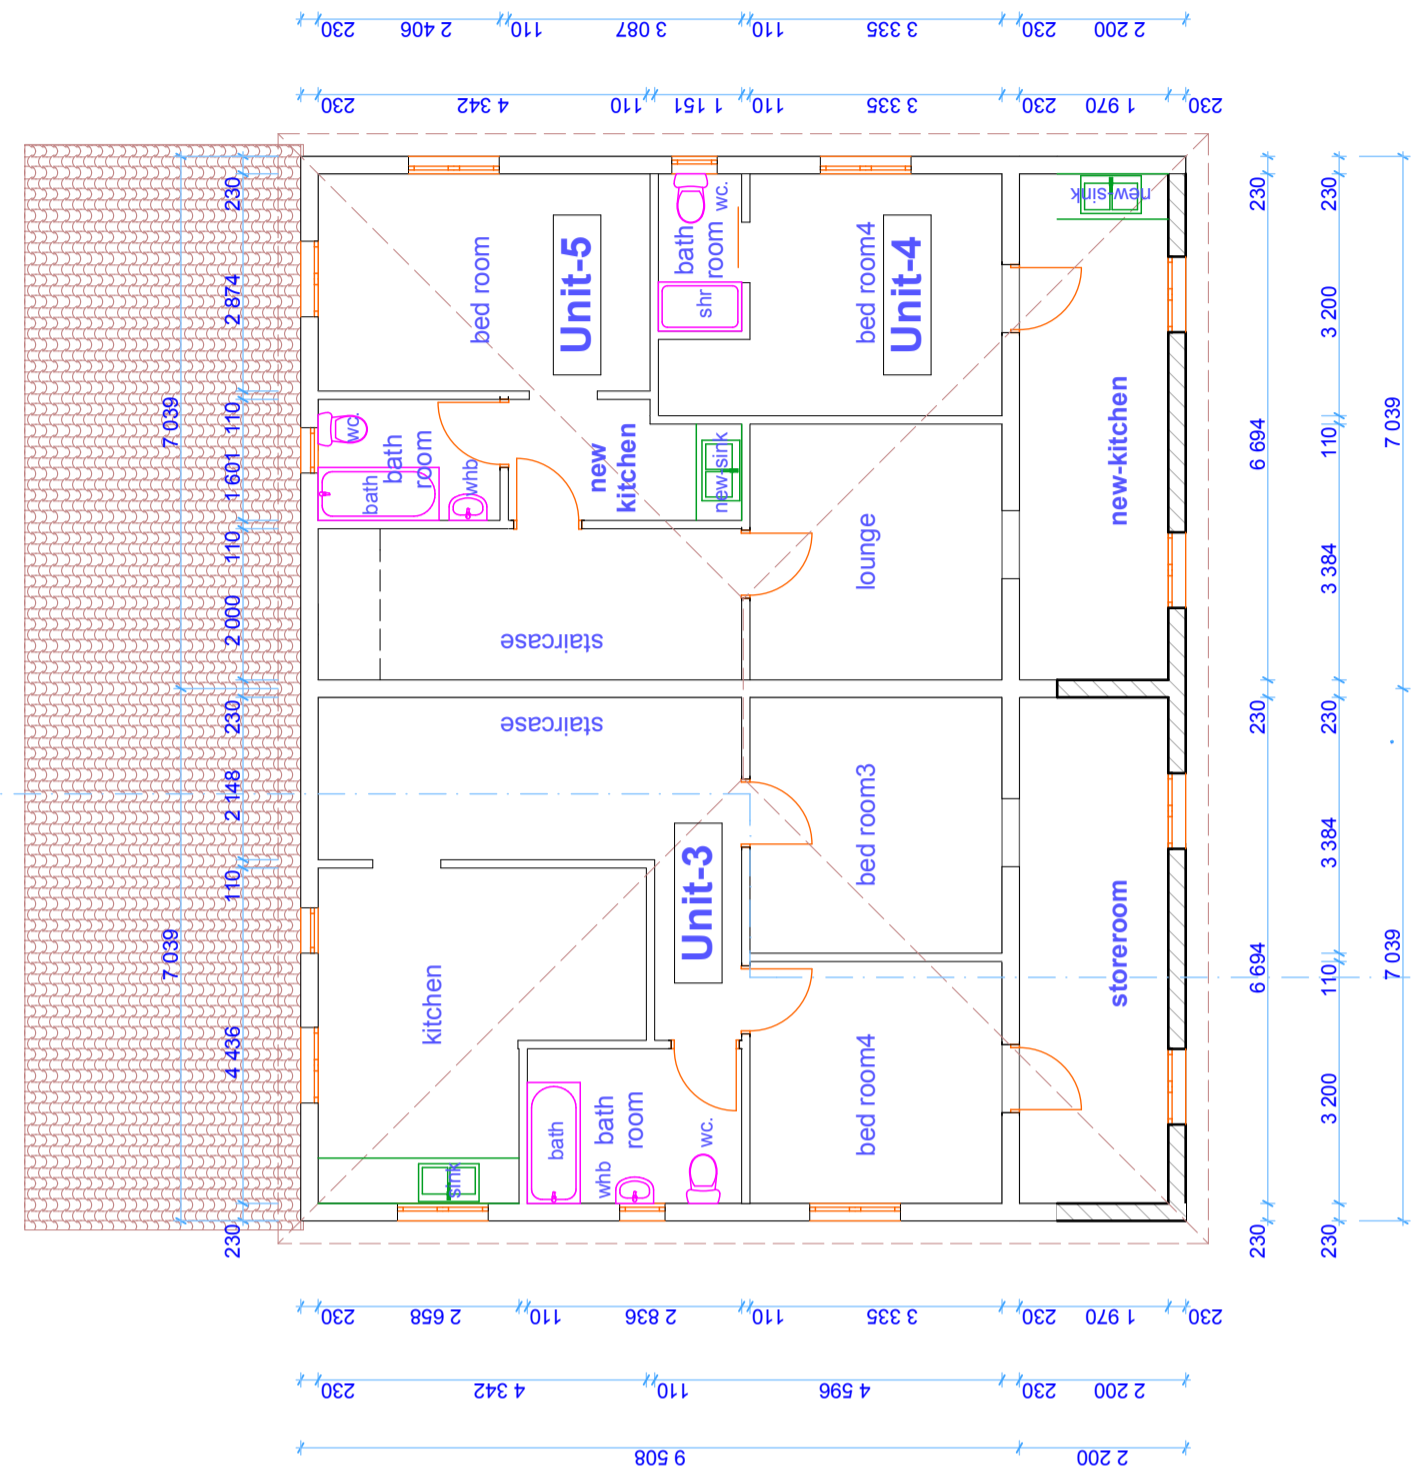 230
2 406
110
3 087
110
3 335
230
2 200
230
4 342
110
1 151
110
3 335
230
1 970
230
230
2 874
110
1 601
110
2 000
230
2 148
110
4 436
230
7 039
7 039
bed room
Unit-5
bath
room
wc.
shr
bed room4
Unit-4
new-sink
wc.
bath
room
bath
whb
new
kitchen
new-sink
lounge
new-kitchen
staircase
staircase
bed room3
Unit-3
kitchen
storeroom
sink
bath
bath
room
whb
wc.
bed room4
230
6 694
230
6 694
230
230
3 200
110
3 384
230
3 384
110
3 200
230
7 039
7 039
230
2 658
110
2 836
110
3 335
230
1 970
230
230
4 342
110
4 596
230
2 200
9 508
2 200